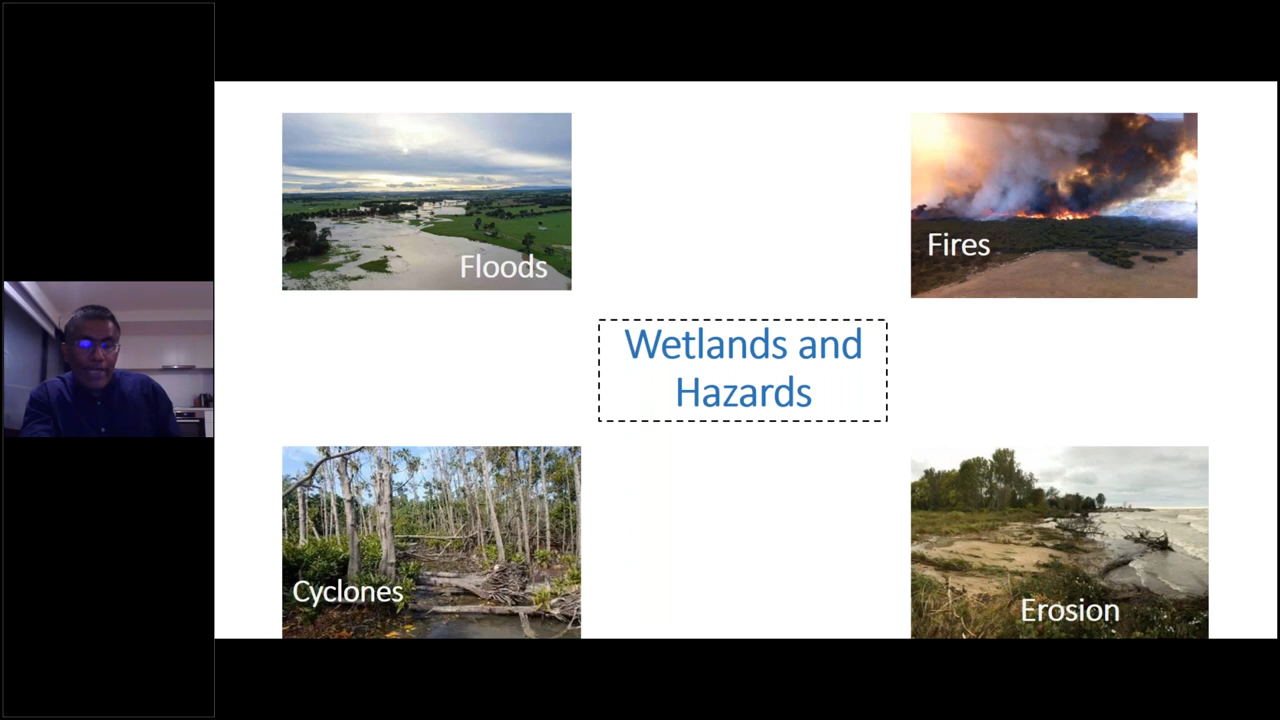 Floods
Fires
Wetlands and
Hazards
Cyclones
Erosion